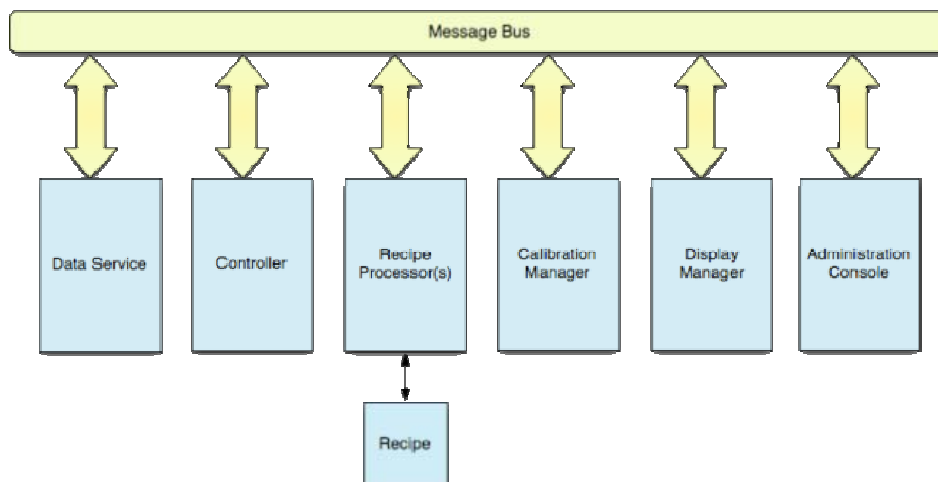 Message Bus
Data Service
Controller
Recipe
Processor(s)
Calibration
Manager
Display
Manager
Administration
Console
Recipe